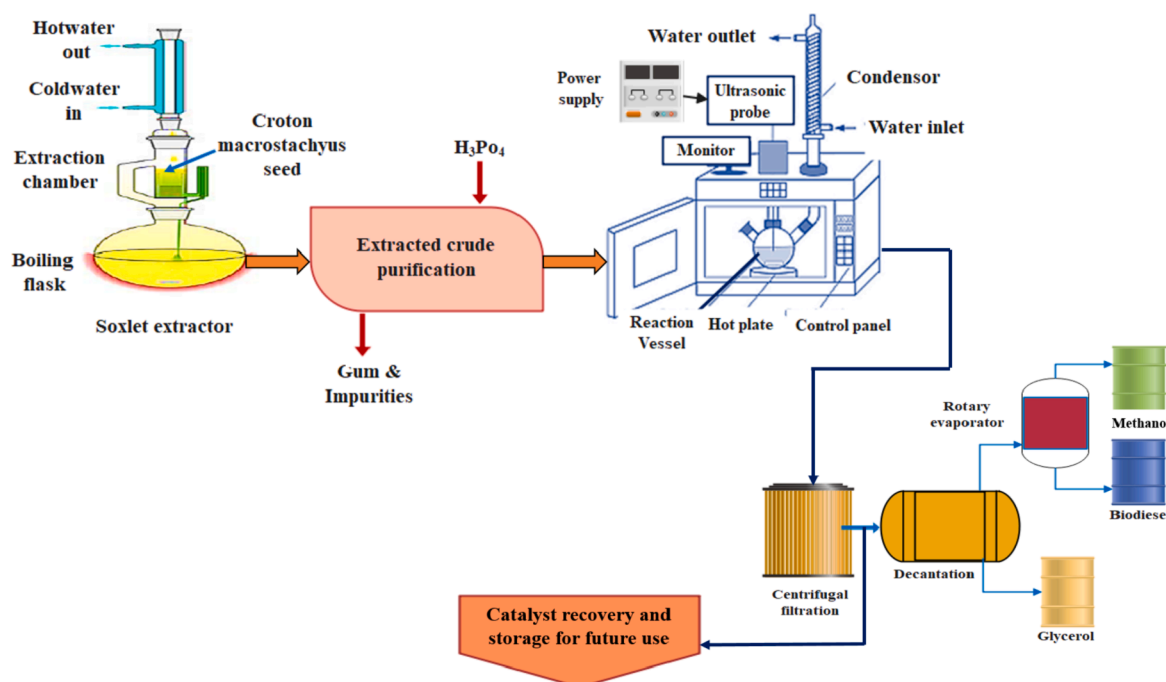 Hotwater
out
Coldwater
in
Extraction
chamber
Croton
macrostachyus
seed
Boiling
flask
Soxlet extractor
H₃Po₄
Extracted crude
purification
Gum &
Impurities
Water outlet
Power
supply
Ultrasonic
probe
Condensor
Water inlet
Monitor
Reaction
Vessel
Hot plate
Control panel
Rotary
evaporator
Methano
Biodiese
Centrifugal
filtration
Decantation
Glycerol
Catalyst recovery and
storage for future use